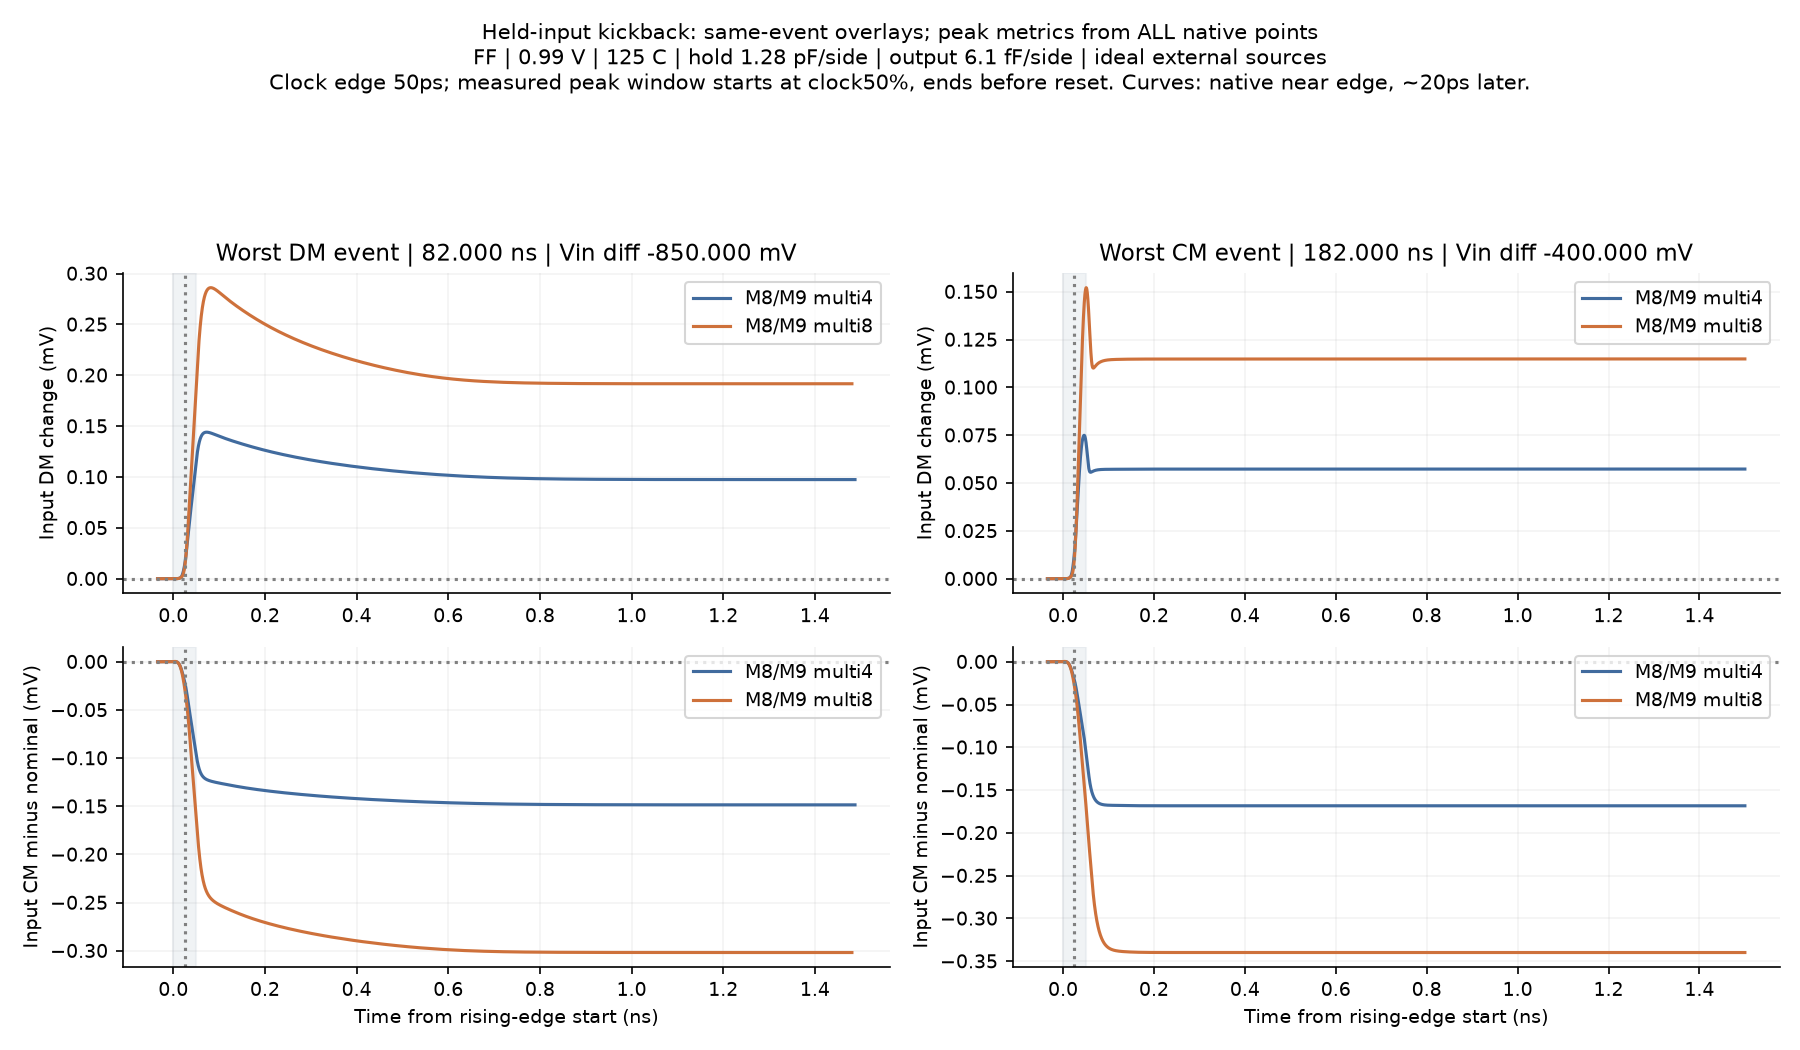 Held-input kickback: same-event overlays; peak metrics from ALL native points
FF | 0.99 V | 125 C | hold 1.28 pF/side | output 6.1 fF/side | ideal external sources
Clock edge 50ps; measured peak window starts at clock50%, ends before reset. Curves: native near edge, ~20ps later.
Worst DM event | 82.000 ns | Vin diff -850.000 mV
Input DM change (mV)
0.30
0.25
0.20
0.15
0.10
0.05
0.00
M8/M9 multi4
M8/M9 multi8
0.0 0.2 0.4 0.6 0.8 1.0 1.2 1.4
Worst CM event | 182.000 ns | Vin diff -400.000 mV
Input DM change (mV)
0.150
0.125
0.100
0.075
0.050
0.025
0.000
M8/M9 multi4
M8/M9 multi8
0.0 0.2 0.4 0.6 0.8 1.0 1.2 1.4
Input CM minus nominal (mV)
0.00
−0.05
−0.10
−0.15
−0.20
−0.25
−0.30
M8/M9 multi4
M8/M9 multi8
0.0 0.2 0.4 0.6 0.8 1.0 1.2 1.4
Time from rising-edge start (ns)
Input CM minus nominal (mV)
0.00
−0.05
−0.10
−0.15
−0.20
−0.25
−0.30
−0.35
M8/M9 multi4
M8/M9 multi8
0.0 0.2 0.4 0.6 0.8 1.0 1.2 1.4
Time from rising-edge start (ns)